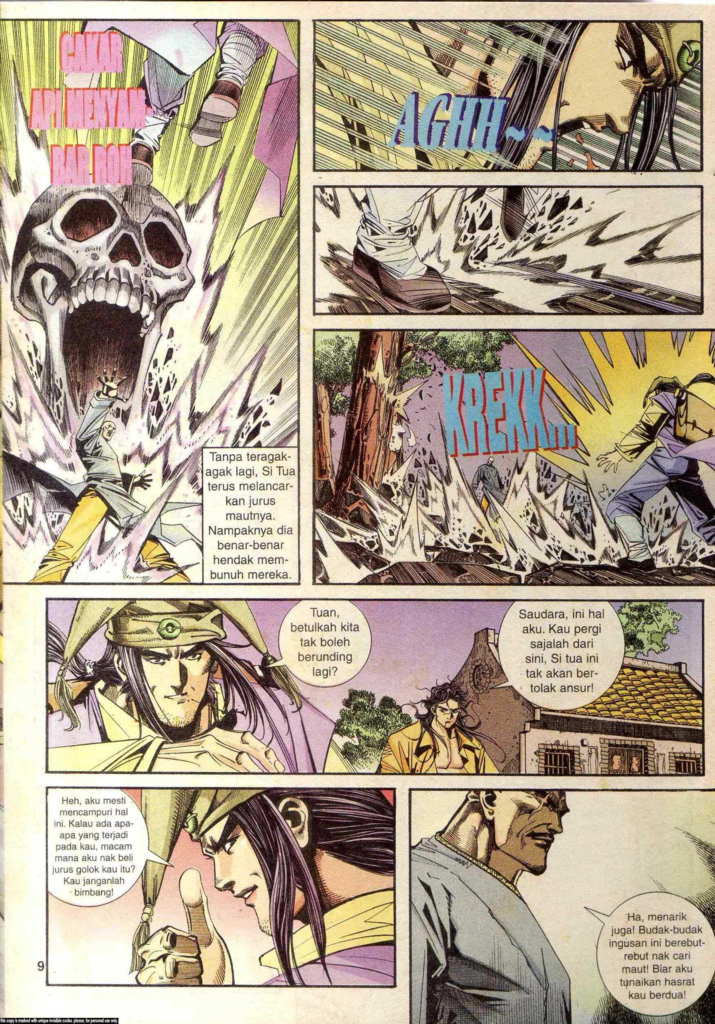 CAKAR
API MENYAM
BAR ROH
AGHH~~
Tanpa teragak-
agak lagi, Si Tua
terus melancar-
kan jurus
mautnya.
Nampaknya dia
benar-benar
hendak mem-
bunuh mereka.
KREKK...
Tuan,
betulkah kita
tak boleh
berunding
lagi?
Saudara, ini hal
aku. Kau pergi
sajalah dari
sini, Si tua ini
tak akan ber-
tolak ansur!
Heh, aku mesti
mencampuri hal
ini. Kalau ada apa-
apa yang terjadi
pada kau, macam
mana aku nak beli
jurus golok kau itu?
Kau janganlah
bimbang!
Ha, menarik
juga! Budak-budak
ingusan ini berebut-
rebut nak cari
maut! Biar aku
tunaikan hasrat
kau berdua!
9